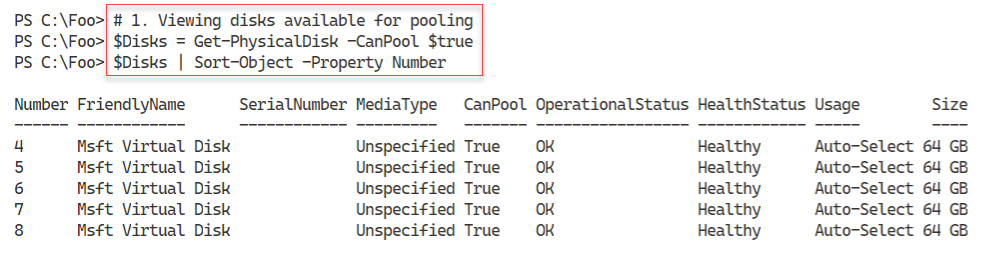 PS C:\Foo> # 1. Viewing disks available for pooling
PS C:\Foo> $Disks = Get-PhysicalDisk -CanPool $true
PS C:\Foo> $Disks | Sort-Object -Property Number
Number FriendlyName      SerialNumber MediaType   CanPool OperationalStatus HealthStatus Usage        Size
------ ------------      ------------ ---------   ------- ----------------- ------------ -----        ----
4      Msft Virtual Disk              Unspecified True    OK                Healthy      Auto-Select 64 GB
5      Msft Virtual Disk              Unspecified True    OK                Healthy      Auto-Select 64 GB
6      Msft Virtual Disk              Unspecified True    OK                Healthy      Auto-Select 64 GB
7      Msft Virtual Disk              Unspecified True    OK                Healthy      Auto-Select 64 GB
8      Msft Virtual Disk              Unspecified True    OK                Healthy      Auto-Select 64 GB